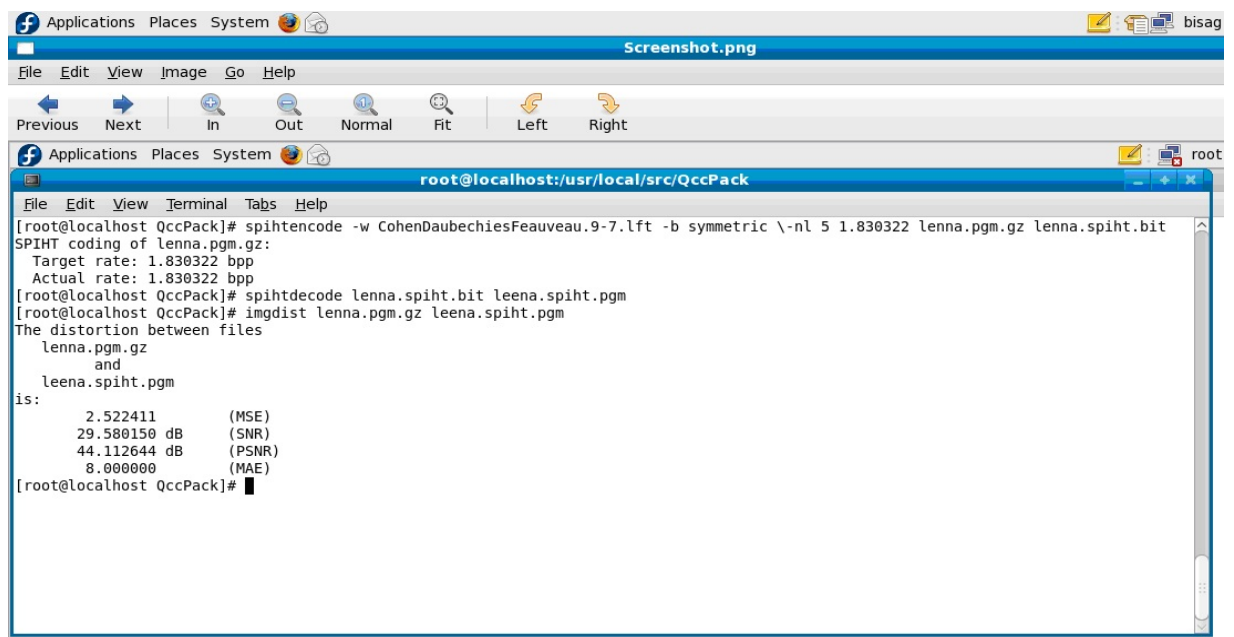 Applications Places System bisag
Screenshot.png
File Edit View Image Go Help
Previous Next In Out Normal Fit Left Right
Applications Places System root
root@localhost:/usr/local/src/QccPack
File Edit View Terminal Tabs Help
[root@localhost QccPack]# spihtencode -w CohenDaubechiesFeauveau.9-7.lft -b symmetric \-nl 5 1.830322 lenna.pgm.gz lenna.spiht.bit
SPIHT coding of lenna.pgm.gz:
Target rate: 1.830322 bpp
Actual rate: 1.830322 bpp
[root@localhost QccPack]# spihtdecode lenna.spiht.bit leena.spiht.pgm
[root@localhost QccPack]# imgdist lenna.pgm.gz leena.spiht.pgm
The distortion between files
lenna.pgm.gz
and
leena.spiht.pgm
is:
2.522411 (MSE)
29.580150 dB (SNR)
44.112644 dB (PSNR)
8.000000 (MAE)
[root@localhost QccPack]#